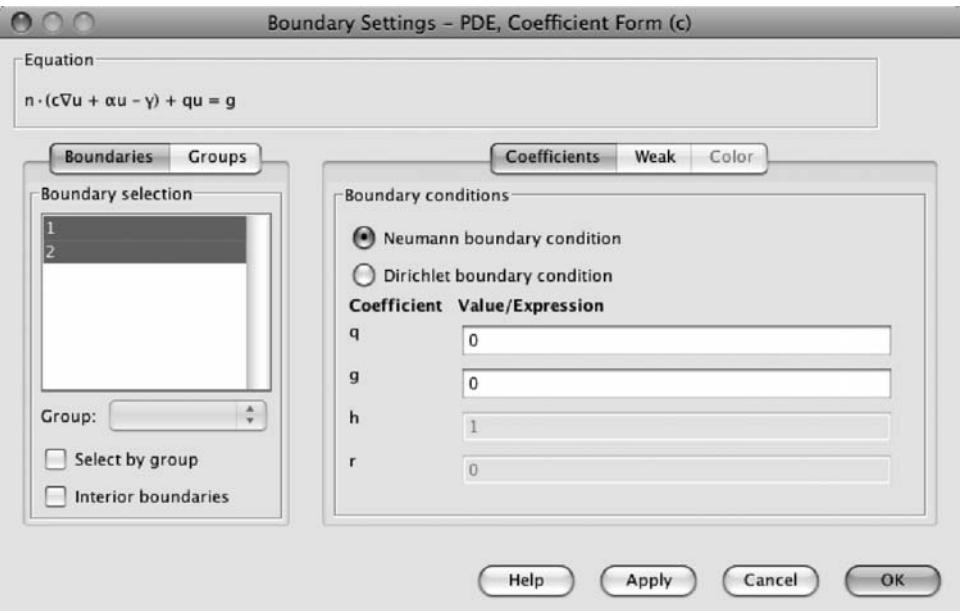 Boundary Settings – PDE, Coefficient Form (c)
Equation
n·(c∇u + αu – γ) + qu = g
Boundaries Groups
Boundary selection
1
2
Group:
Select by group
Interior boundaries
Coefficients Weak Color
Boundary conditions
Neumann boundary condition
Dirichlet boundary condition
Coefficient Value/Expression
q 0
g 0
h 1
r 0
Help Apply Cancel OK